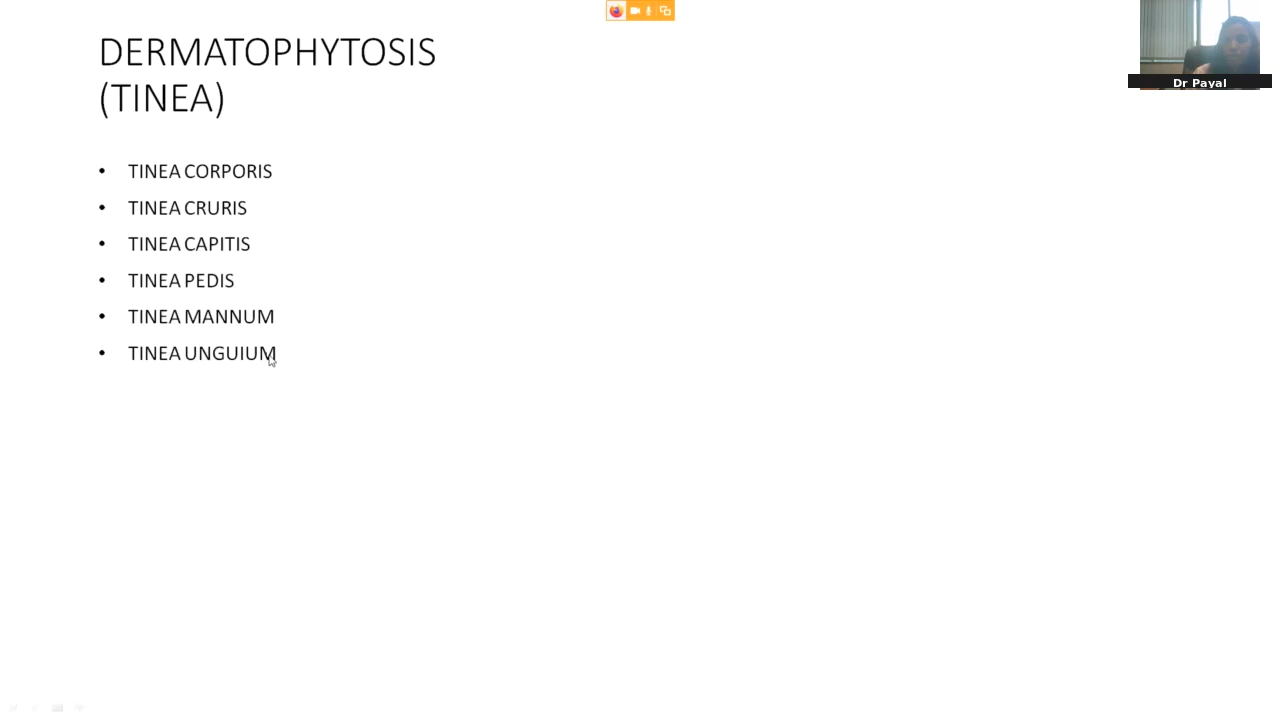 DERMATOPHYTOSIS
(TINEA)
Dr Payal
• TINEA CORPORIS
• TINEA CRURIS
• TINEA CAPITIS
• TINEA PEDIS
• TINEA MANNUM
• TINEA UNGUIUM